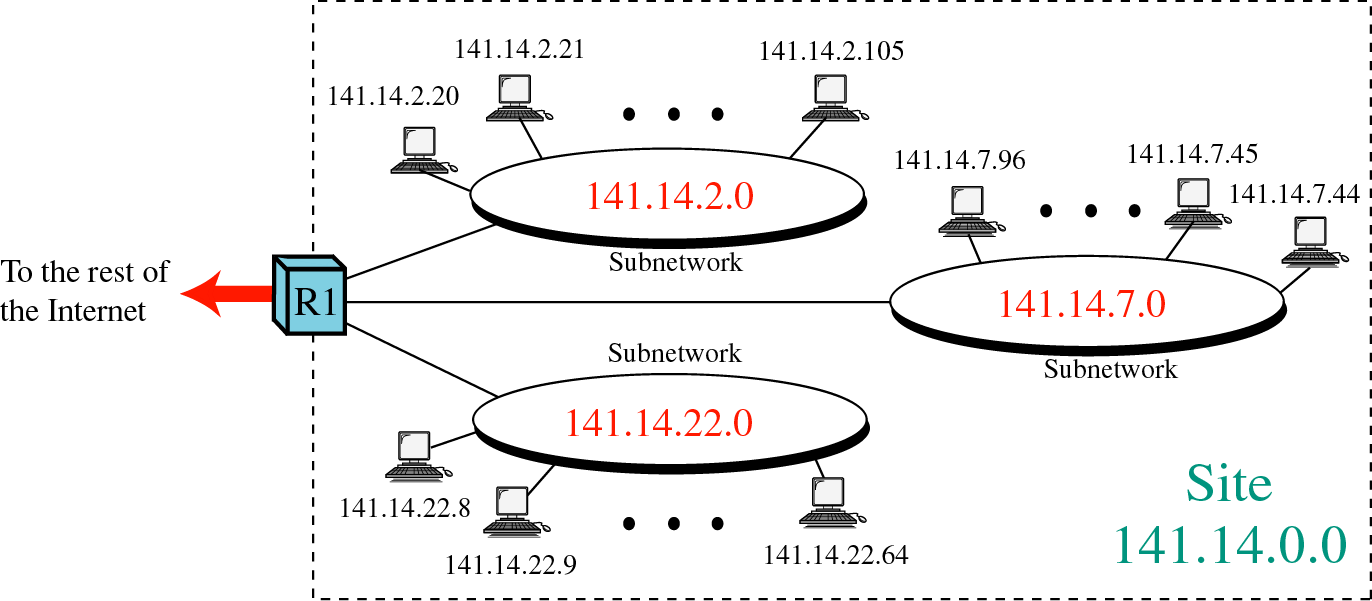 141.14.2.21
141.14.2.105
141.14.2.20
141.14.7.96
141.14.7.45
141.14.7.44
141.14.2.0
Subnetwork
To the rest of
the Internet
R1
141.14.7.0
Subnetwork
Subnetwork
141.14.22.0
141.14.22.8
141.14.22.9
141.14.22.64
Site
141.14.0.0